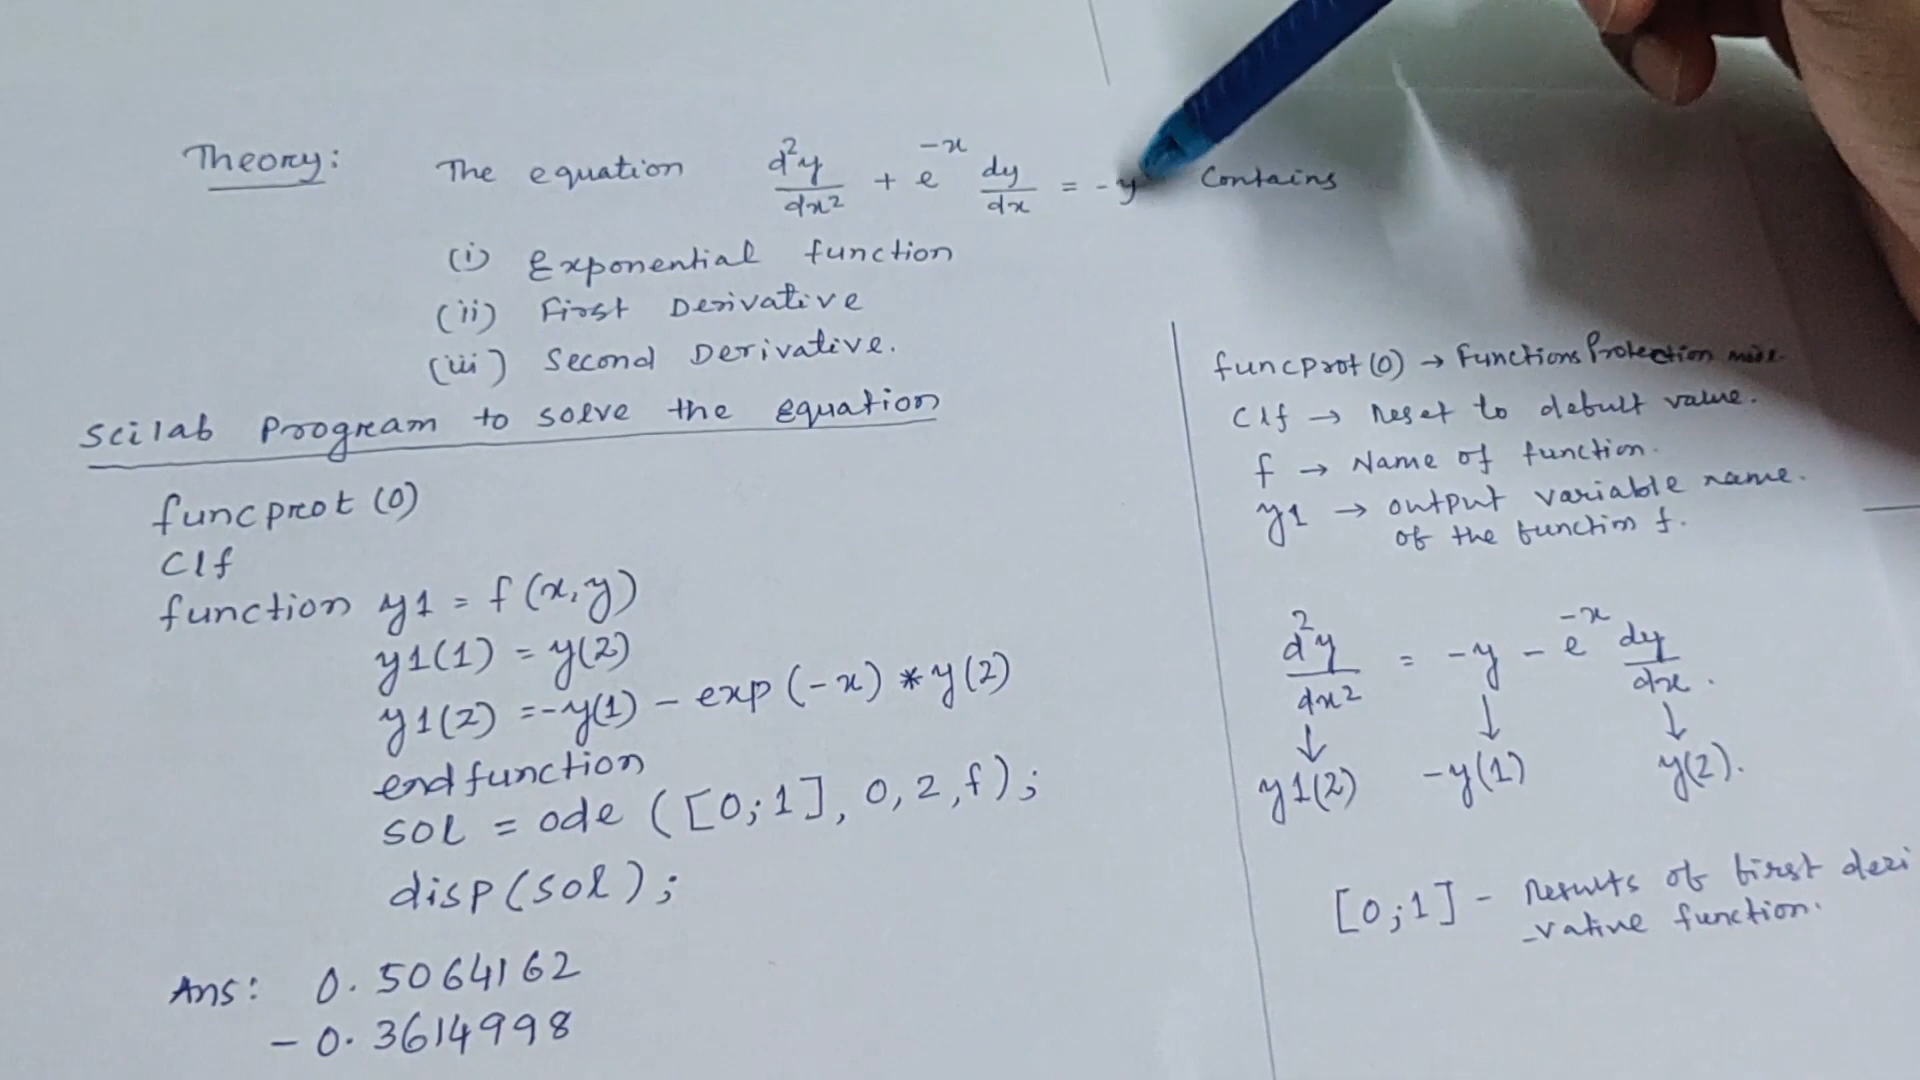 Theory: The equation d²y/dx² + e^-x dy/dx = -y Contains
(i) Exponential function
(ii) First Derivative
(iii) Second Derivative.
Scilab Program to solve the equation
funcprot (0)
Clf
function y1 = f(x,y)
y1(1) = y(2)
y1(2) =-y(1) - exp(-x) * y(2)
endfunction
sol = ode ([0;1], 0, 2, f);
disp(sol);
Ans: 0.5064162
-0.3614998
funcprot (0) → Functions Protection
Clf → Reset to debult value.
f → Name of function.
y1 → output variable name.
of the function f.
d²y/dx² = -y - e^-x dy/dx.
↓ ↓ ↓
y1(2) -y(1) y(2).
[0;1] - Results of first deri
-vative function.